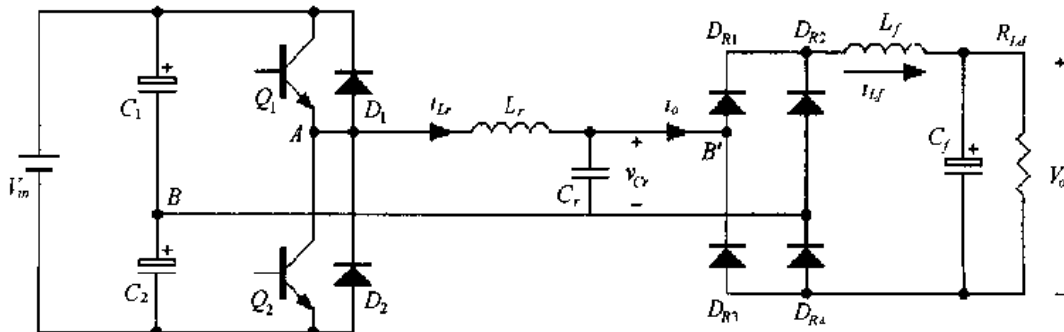 D_R1 D_R2 L_f R_Ld
+ + 
C_1 Q_1 D_1 i_Lr L_r i_o i_Lf
A + B' C_f +
V_in B C_r v_Cr V_o
+ −
C_2 Q_2 D_2 D_R3 D_R4 −